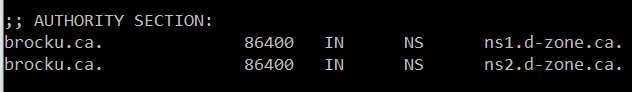 ;; AUTHORITY SECTION:
brocku.ca. 86400 IN NS ns1.d-zone.ca.
brocku.ca. 86400 IN NS ns2.d-zone.ca.